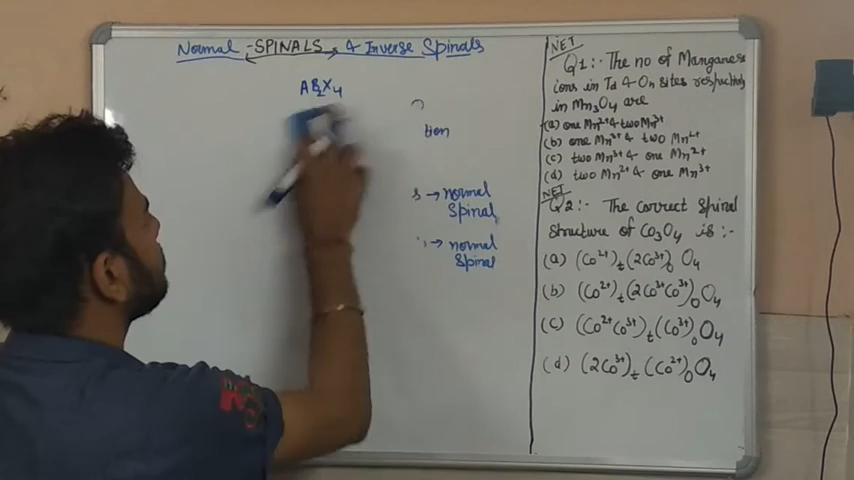 Normal - SPINALS & Inverse Spinals
AB2X4
tion
s → normal
Spinal
→ normal
Spinal
NET
Q1:- The no of Manganese
ions in Td & Oh sites respectively
in Mn3O4 are
(a) one Mn2+ & two Mn3+
(b) one Mn3+ & two Mn2+
(c) two Mn3+ & one Mn2+
(d) two Mn2+ & one Mn3+
NET
Q2:- The correct Spinal
structure of Co3O4 is :-
(a) (Co2+)t (2Co3+)o O4
(b) (Co2+)t (2Co3+Co3+)o O4
(c) (Co2+Co3+)t (Co3+)o O4
(d) (2Co3+)t (Co2+)o O4